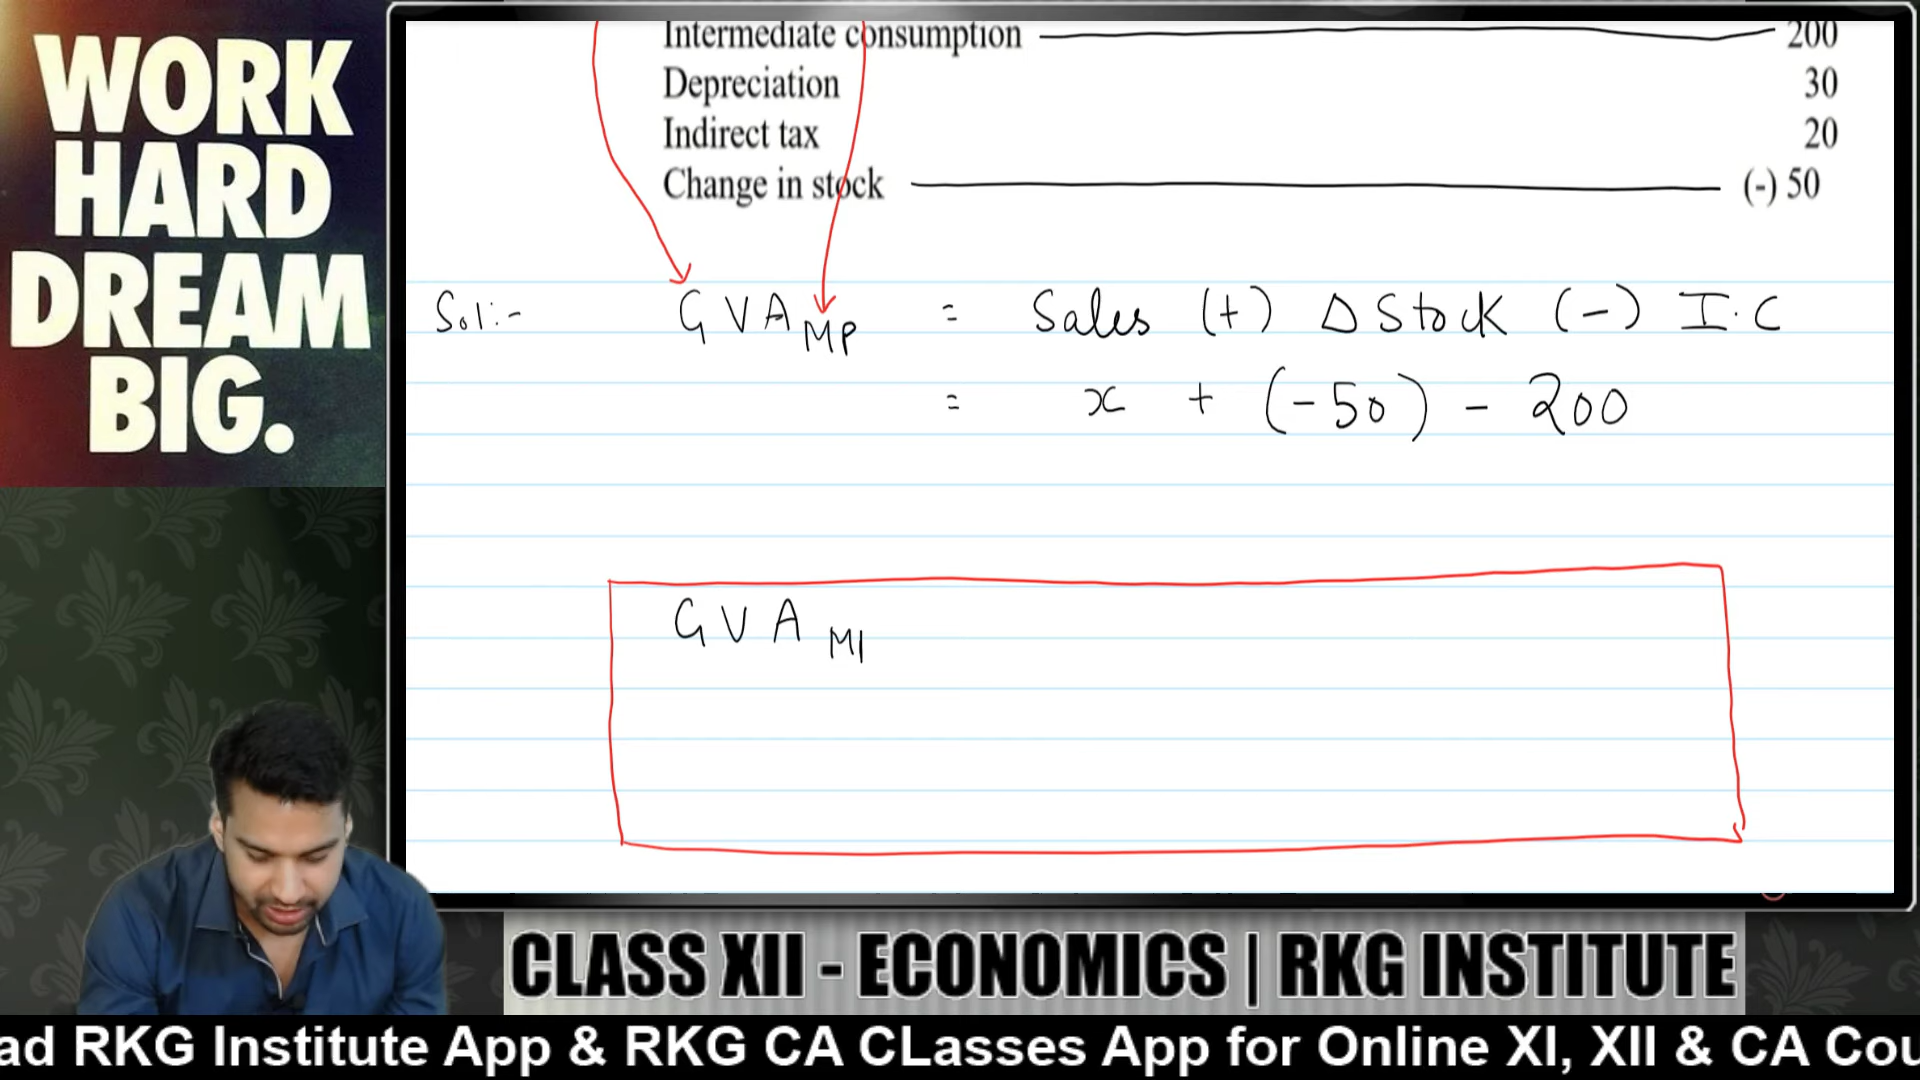 WORK
HARD
DREAM
BIG.
Intermediate consumption 200
Depreciation 30
Indirect tax 20
Change in stock (-) 50
Sol:- GVA MP = Sales (+) Δ Stock (-) I.C
= x + (-50) - 200
GVA MI
CLASS XII - ECONOMICS | RKG INSTITUTE
ad RKG Institute App & RKG CA CLasses App for Online XI, XII & CA Cou